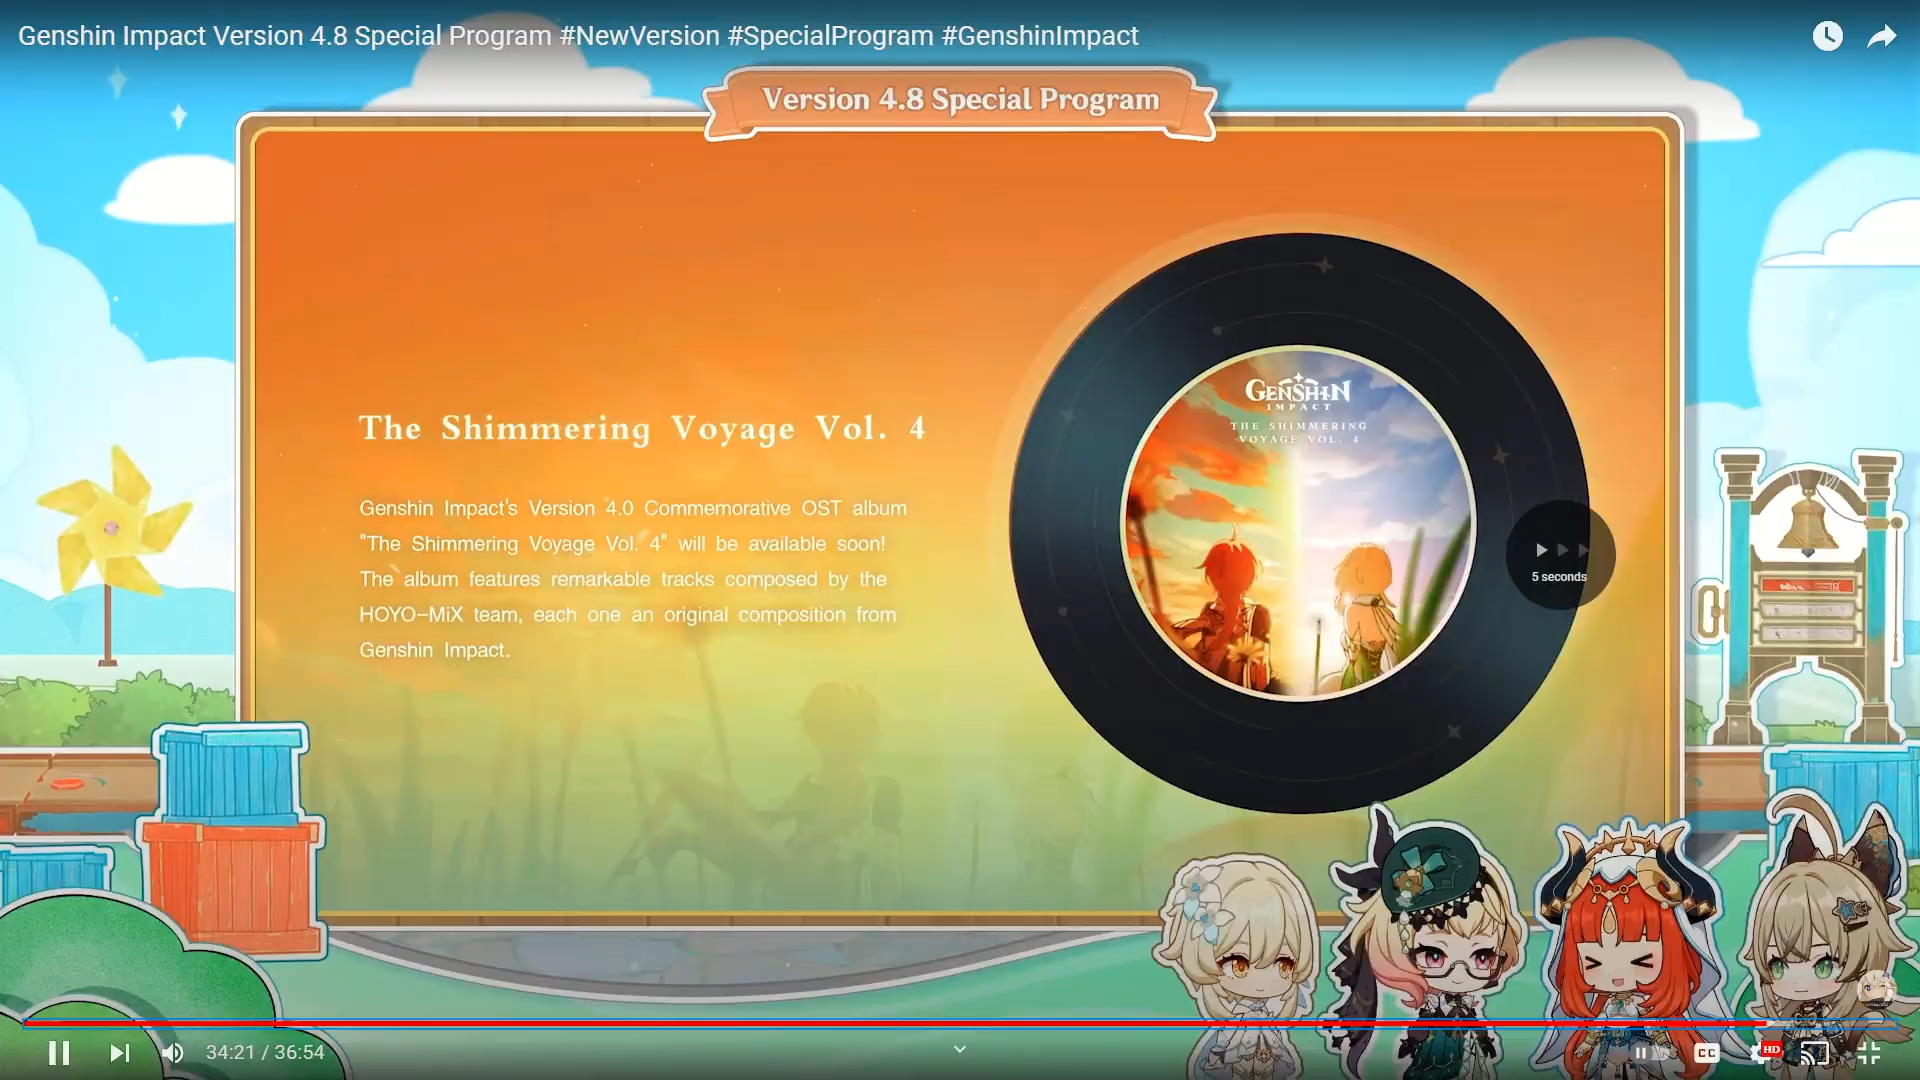 Genshin Impact Version 4.8 Special Program #NewVersion #SpecialProgram #GenshinImpact
Version 4.8 Special Program
The Shimmering Voyage Vol. 4
Genshin Impact's Version 4.0 Commemorative OST album
"The Shimmering Voyage Vol. 4" will be available soon!
The album features remarkable tracks composed by the
HOYO-MiX team, each one an original composition from
Genshin Impact.
GENSHIN
IMPACT
THE SHIMMERING
VOYAGE VOL. 4
5 seconds
34:21 / 36:54
CC
HD